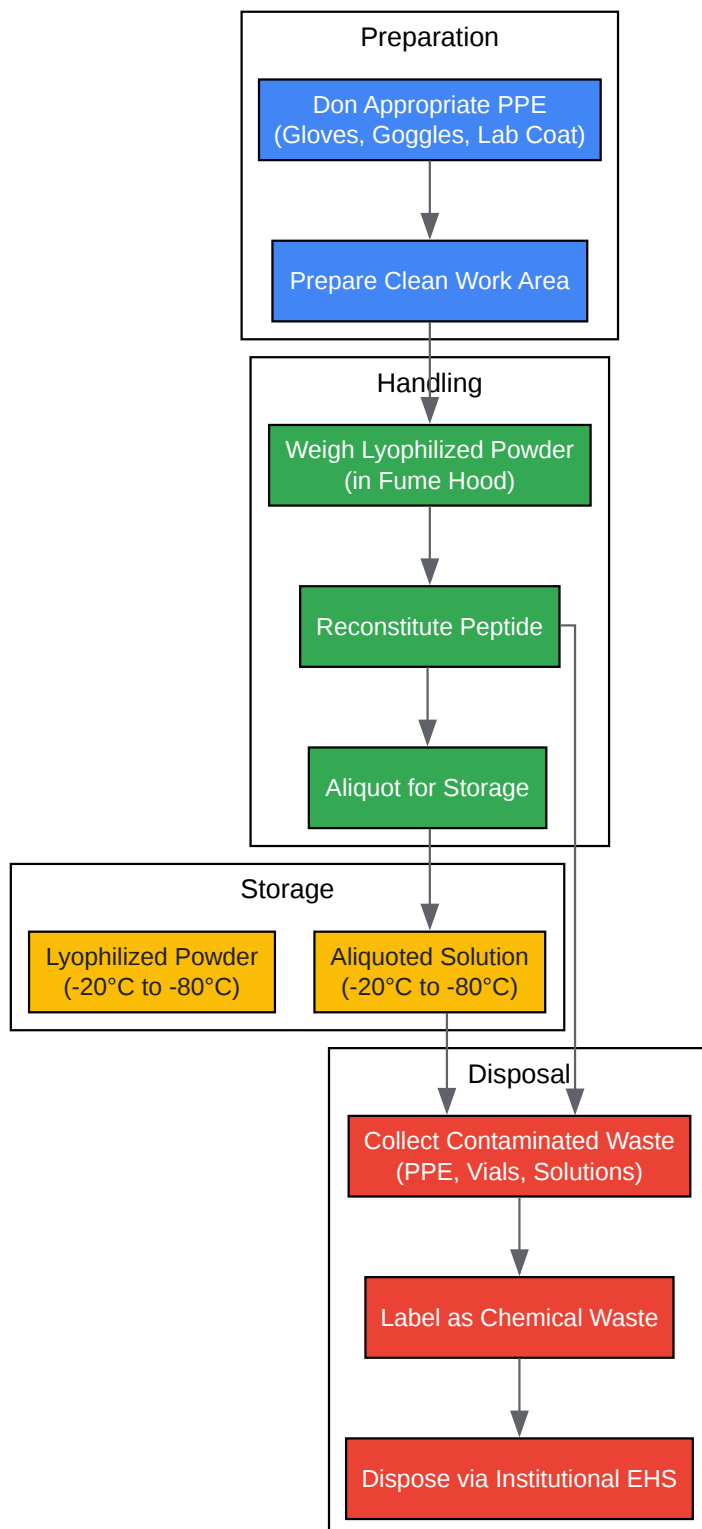 Preparation
Don Appropriate PPE
(Gloves, Goggles, Lab Coat)
Prepare Clean Work Area
Handling
Weigh Lyophilized Powder
(in Fume Hood)
Reconstitute Peptide
Aliquot for Storage
Storage
Lyophilized Powder
(-20°C to -80°C)
Aliquoted Solution
(-20°C to -80°C)
Disposal
Collect Contaminated Waste
(PPE, Vials, Solutions)
Label as Chemical Waste
Dispose via Institutional EHS